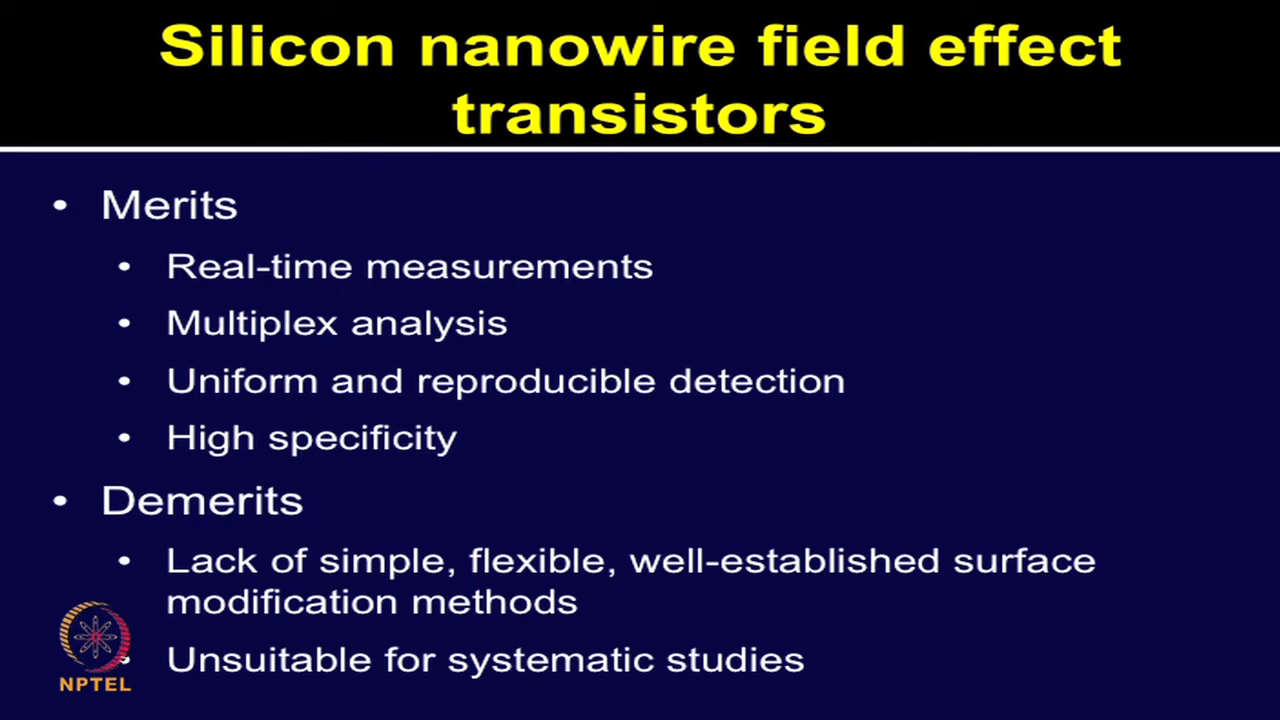 Silicon nanowire field effect
transistors
• Merits
• Real-time measurements
• Multiplex analysis
• Uniform and reproducible detection
• High specificity
• Demerits
• Lack of simple, flexible, well-established surface
modification methods
• Unsuitable for systematic studies
NPTEL